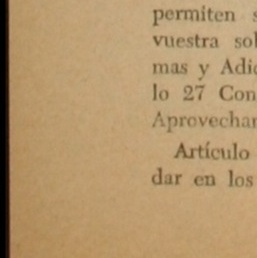 permiten s
vuestra sol
mas y Adic
lo 27 Con
Aprovechar
Artículo
dar en los